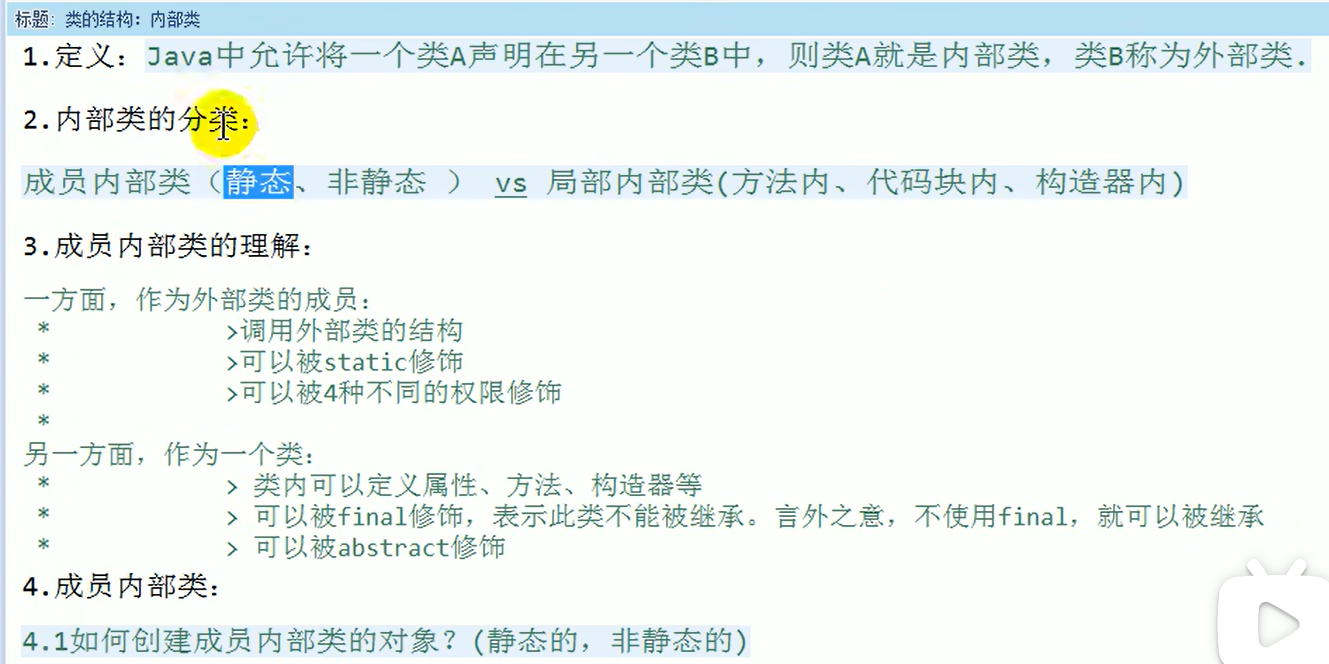 标题: 类的结构: 内部类
1.定义: Java中允许将一个类A声明在另一个类B中，则类A就是内部类，类B称为外部类.
2.内部类的分类:
成员内部类（静态、非静态 ） vs 局部内部类(方法内、代码块内、构造器内)
3.成员内部类的理解:
一方面，作为外部类的成员:
* >调用外部类的结构
* >可以被static修饰
* >可以被4种不同的权限修饰
*
另一方面，作为一个类:
* > 类内可以定义属性、方法、构造器等
* > 可以被final修饰，表示此类不能被继承。言外之意，不使用final，就可以被继承
* > 可以被abstract修饰
4.成员内部类:
4.1如何创建成员内部类的对象？(静态的，非静态的)